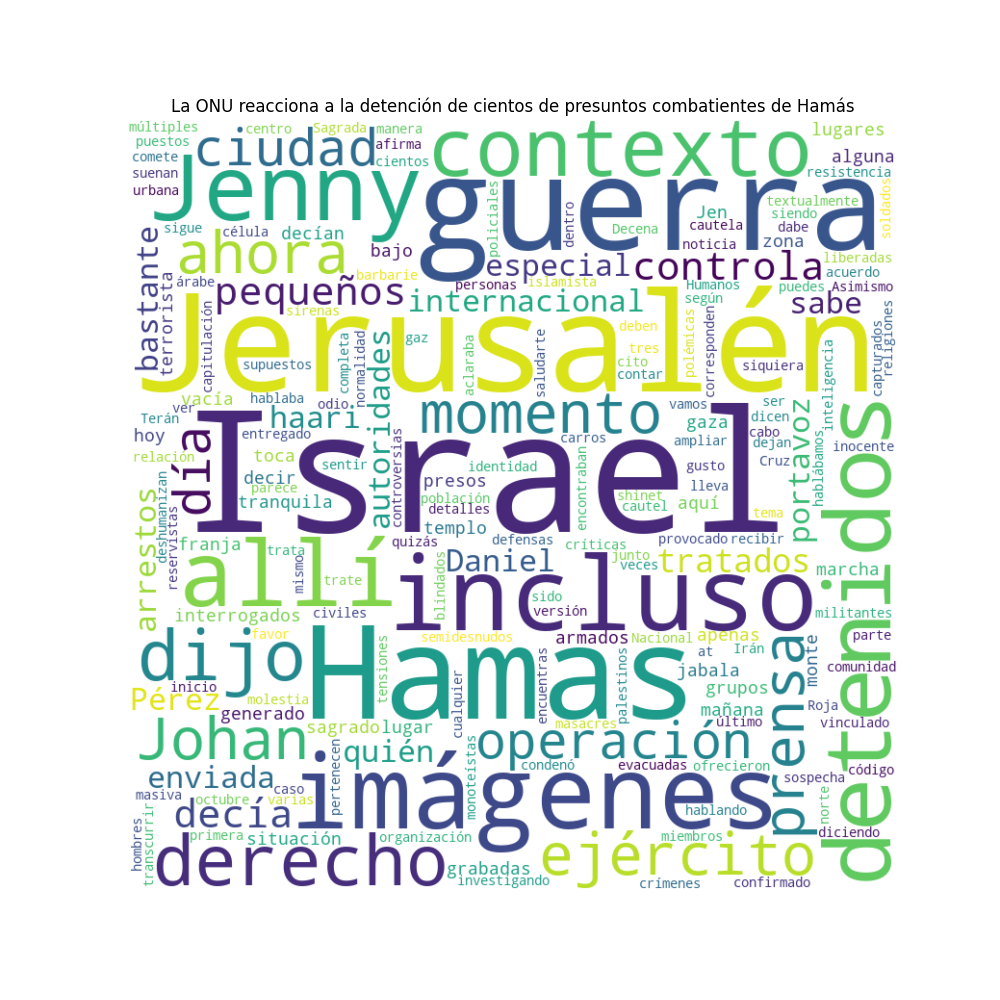 La ONU reacciona a la detención de cientos de presuntos combatientes de Hamás
múltiples
centro
Sagrada
manera
contexto
lugares
puestos
ciudad
afirma
comete
cientos
alguna
suenan
Jenny
guerra
resistencia
urbana
policiales
textualmente
soldados
Jen
siendo
sigue
célula
decían
dentro
Decena
cautela
dabe
bastante
ahora
bajo
noticia
zona
liberadas
árabe
terrorista
barbarie
especial
controla
acuerdo
pequeños
personas
islamista
Humanos
puedes
Asimismo
internacional
según
sabe
capitulación
sirenas
Jerusalén
deben
polémicas
corresponden
religiones
completa
normalidad
autoridades
gaz
aclaraba
saludarte
tres
cito
contar
siquiera
inteligencia
capturados
supuestos
vacía
odio
hablaba
momento
vamos
ser
ver
Terán
haari
gaza
dicen
portavoz
detenidos
hoy
día
entregado
Israel
carros
ampliar
cabo
dejan
hablábamos
inocente
relación
toca
sentir
controversias
identidad
encontraban
gusto
Cruz
decir
parece
presos
lleva
arrestos
deshumanizan
reservistas
tranquila
población
detalles
shinet
cautel
aquí
tema
templo
defensas
franja
quizás
críticas
provocado
recibir
allí
trata
mismo
Daniel
junto
veces
tratados
marcha
trate
incluso
blindados
sido
versión
interrogados
civiles
militantes
favor
semidesnudos
armados
Nacional
apenas
parte
dijo
Hamas
tensiones
cualquier
encuentras
palestinos
at
Irán
prensa
monte
comunidad
inicio
jabala
Pérez
molestia
grupos
generado
mañana
Roja
Johan
sagrado
lugar
masacres
último
vinculado
quién
monoteístas
operación
condenó
evacuadas
ofrecieron
sospecha
código
enviada
pertenecen
imágenes
masiva
caso
octubre
varias
hablando
norte
decía
hombres
transcurrir
primera
situación
organización
miembros
diciendo
derecho
grabadas
investigando
ejército
crímenes
confirmado